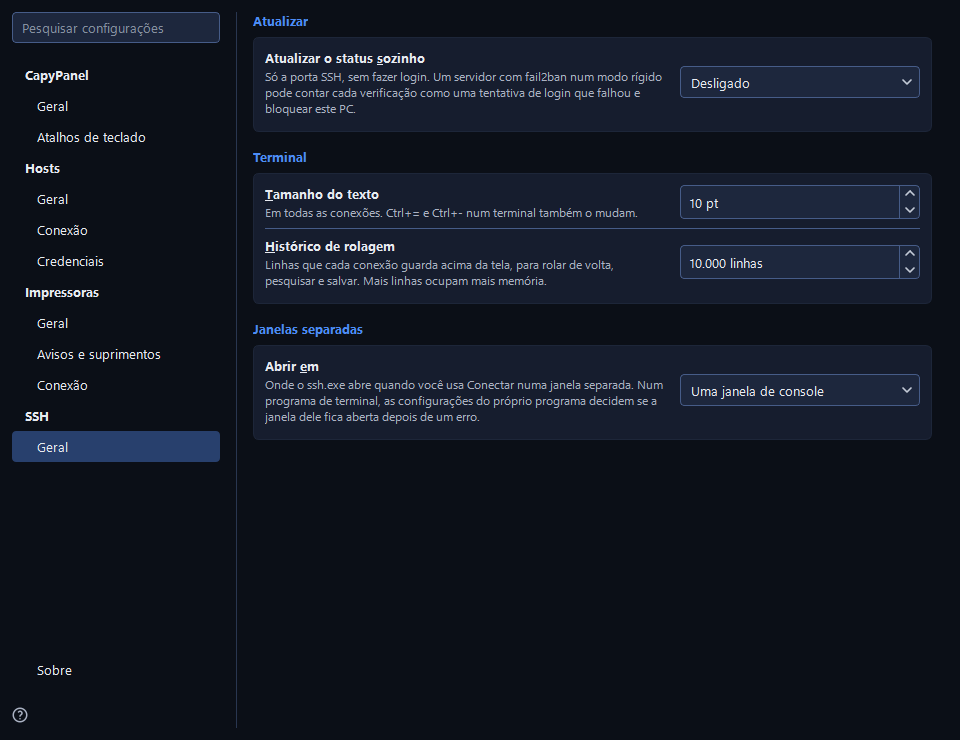 Pesquisar configurações
CapyPanel
Geral
Atalhos de teclado
Hosts
Geral
Conexão
Credenciais
Impressoras
Geral
Avisos e suprimentos
Conexão
SSH
Geral
Sobre
Atualizar
Atualizar o status sozinho
Só a porta SSH, sem fazer login. Um servidor com fail2ban num modo rígido
pode contar cada verificação como uma tentativa de login que falhou e
bloquear este PC.
Desligado
Terminal
Tamanho do texto
Em todas as conexões. Ctrl+= e Ctrl+- num terminal também o mudam.
10 pt
Histórico de rolagem
Linhas que cada conexão guarda acima da tela, para rolar de volta,
pesquisar e salvar. Mais linhas ocupam mais memória.
10.000 linhas
Janelas separadas
Abrir em
Onde o ssh.exe abre quando você usa Conectar numa janela separada. Num
programa de terminal, as configurações do próprio programa decidem se a
janela dele fica aberta depois de um erro.
Uma janela de console